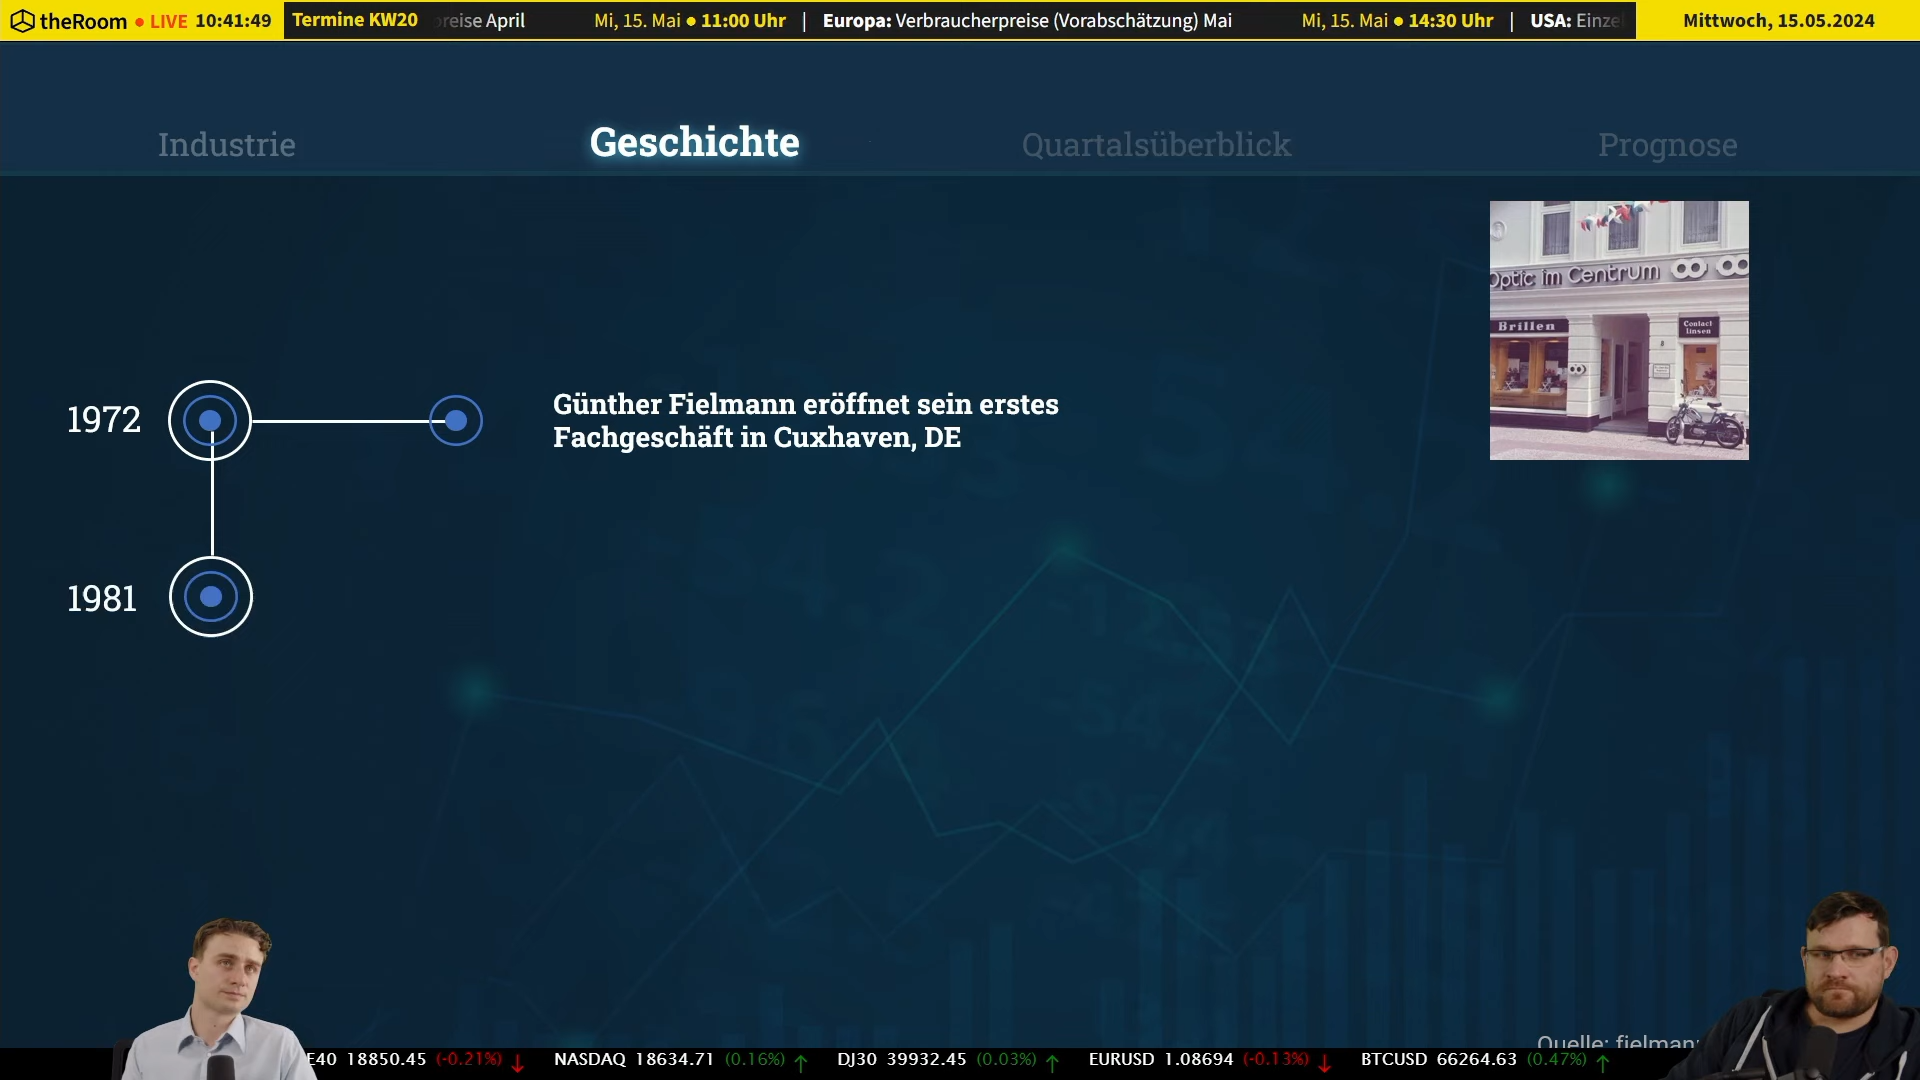 theRoom ● LIVE 10:41:49 Termine KW20 reise April Mi, 15. Mai ● 11:00 Uhr | Europa: Verbraucherpreise (Vorabschätzung) Mai Mi, 15. Mai ● 14:30 Uhr | USA: Einze Mittwoch, 15.05.2024
Industrie Geschichte Quartalsüberblick Prognose
Optic im Centrum
Brillen
Contact
linsen
1972 Günther Fielmann eröffnet sein erstes
Fachgeschäft in Cuxhaven, DE
1981
Quelle: fielmann
E40 18850.45 (-0.21%) ↓ NASDAQ 18634.71 (0.16%) ↑ DJ30 39932.45 (0.03%) ↑ EURUSD 1.08694 (-0.13%) ↓ BTCUSD 66264.63 (0.47%) ↑